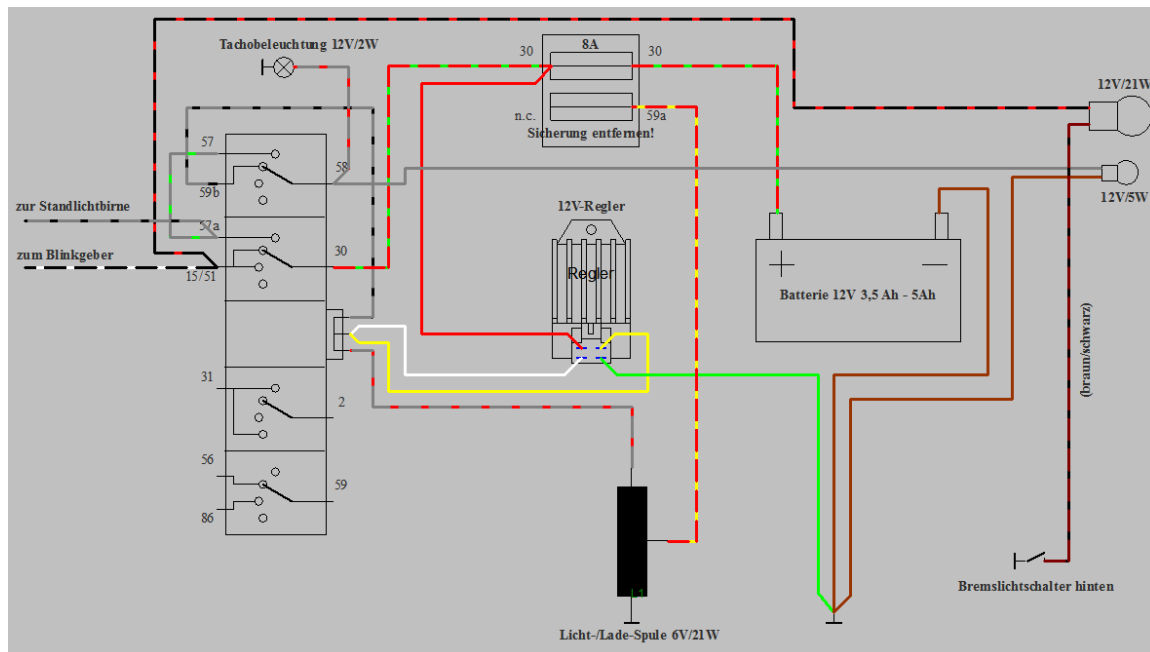 Tachobeleuchtung 12V/2W
30
8A
30
12V/21W
n.c.
59a
Sicherung entfernen!
57
58
59b
12V/5W
zur Standlichtbirne
57a
12V-Regler
zum Blinkgeber
15/51
30
Regler
Batterie 12V 3,5 Ah - 5Ah
(braun/schwarz)
31
2
56
59
86
L1
Bremslichtschalter hinten
Licht-/Lade-Spule 6V/21W